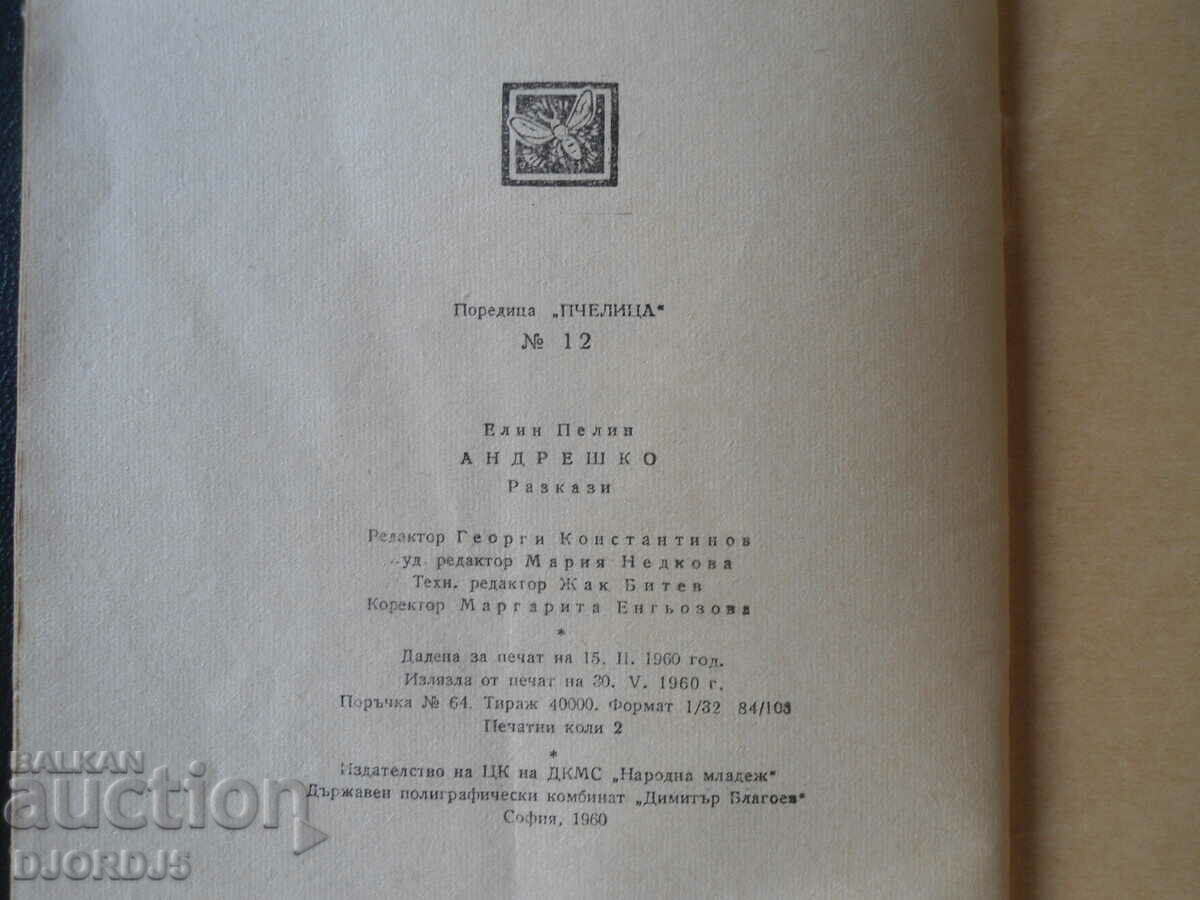 Поредица „ПЧЕЛИЦА“
№ 12
Елин Пелин
АНДРЕШКО
Разкази
Редактор Георги Константинов
уд. редактор Мария Недкова
Техн. редактор Жак Битев
Коректор Маргарита Енгьозова
*
Дадена за печат на 15. II. 1960 год.
Излязла от печат на 30. V. 1960 г.
Поръчка № 64. Тираж 40000. Формат 1/32 84/108
Печатни коли 2
*
Издателство на ЦК на ДКМС „Народна младеж“
Държавен полиграфически комбинат „Димитър Благоев“
София, 1960
BALKAN
auction
DJORDJ5